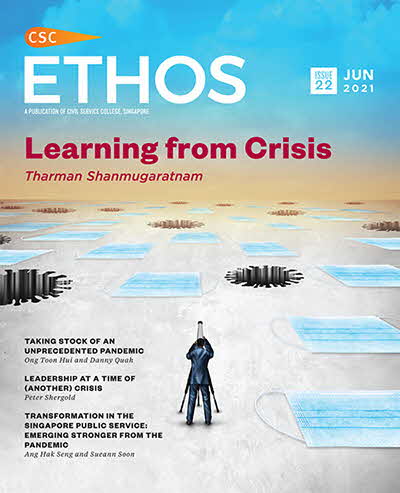 CSC
ETHOS
A PUBLICATION OF CIVIL SERVICE COLLEGE, SINGAPORE
ISSUE
22
JUN
2021
Learning from Crisis
Tharman Shanmugaratnam
TAKING STOCK OF AN
UNPRECEDENTED PANDEMIC
Ong Toon Hui and Danny Quah
LEADERSHIP AT A TIME OF
(ANOTHER) CRISIS
Peter Shergold
TRANSFORMATION IN THE
SINGAPORE PUBLIC SERVICE:
EMERGING STRONGER FROM THE
PANDEMIC
Ang Hak Seng and Sueann Soon